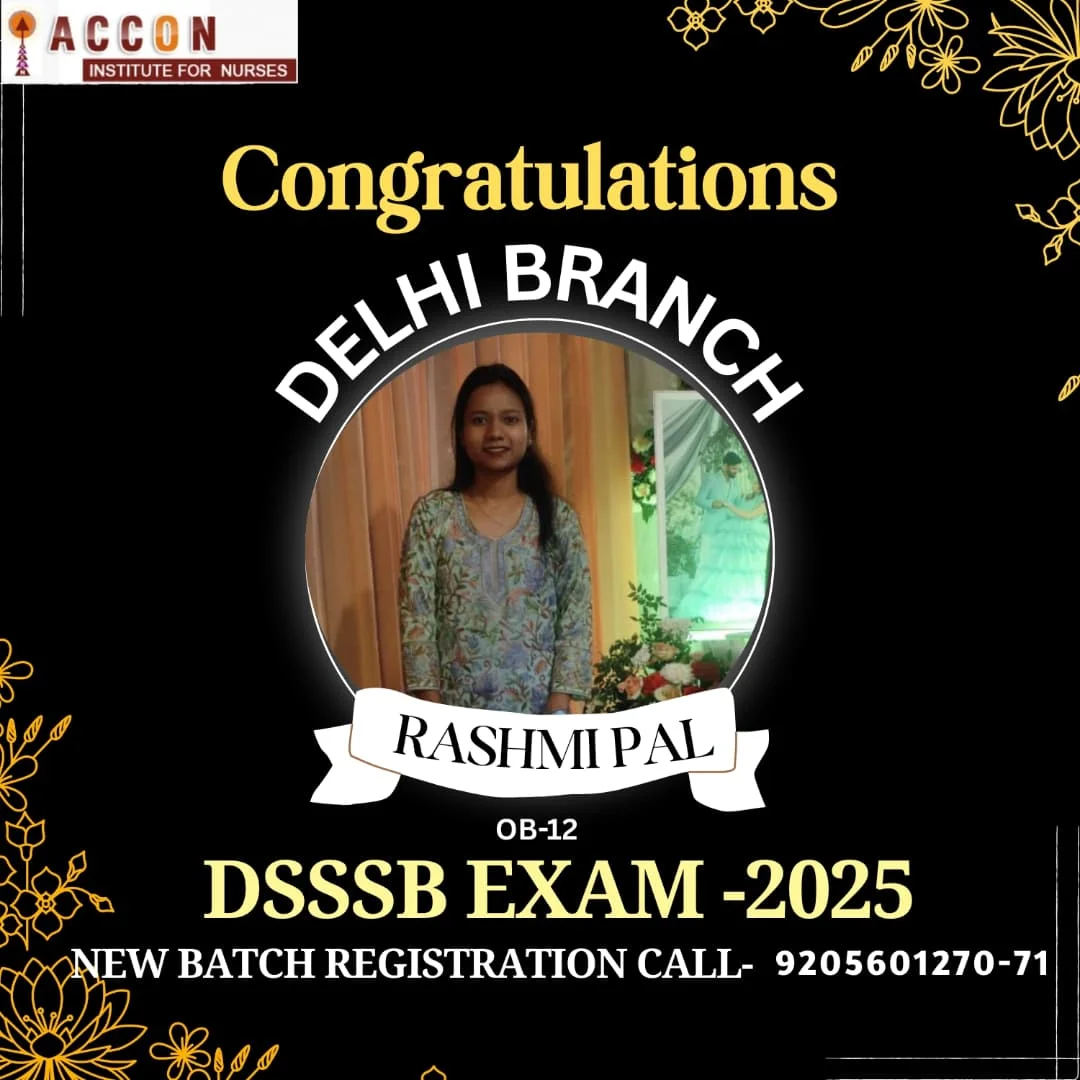 ACCON
INSTITUTE FOR NURSES
Congratulations
DELHI BRANCH
RASHMI PAL
OB-12
DSSSB EXAM -2025
NEW BATCH REGISTRATION CALL- 9205601270-71